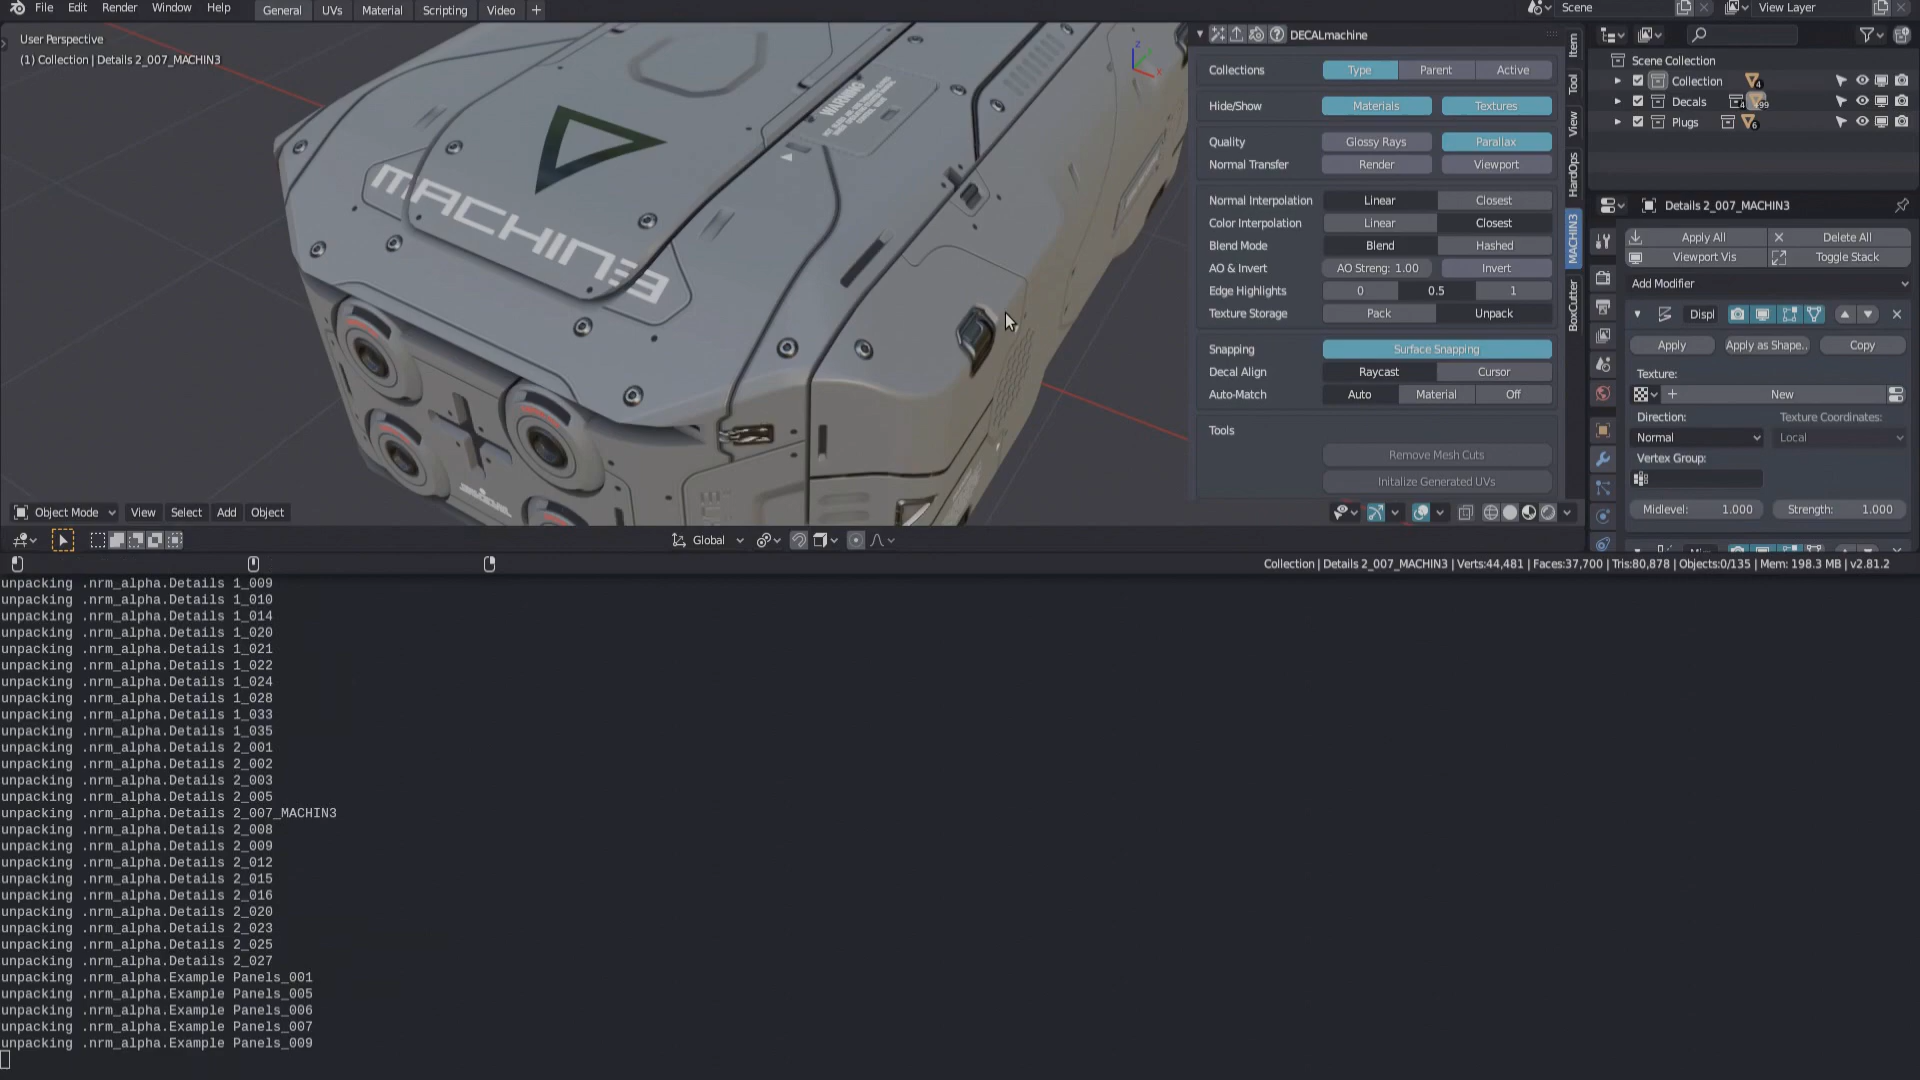 File Edit Render Window Help
General UVs Material Scripting Video +
Scene
View Layer
User Perspective
(1) Collection | Details 2_007_MACHIN3
WARNING
MACHIN3
DECALmachine
Collections Type Parent Active
Hide/Show Materials Textures
Quality Glossy Rays Parallax
Normal Transfer Render Viewport
Normal Interpolation Linear Closest
Color Interpolation Linear Closest
Blend Mode Blend Hashed
AO & Invert AO Streng: 1.00 Invert
Edge Highlights 0 0.5 1
Texture Storage Pack Unpack
Snapping Surface Snapping
Decal Align Raycast Cursor
Auto-Match Auto Material Off
Tools
Remove Mesh Cuts
Initalize Generated UVs
Item
Tool
View
HardOps
MACHIN3
BoxCutter
Scene Collection
Collection 4
Decals 4 99
Plugs 6
Details 2_007_MACHIN3
Apply All Delete All
Viewport Vis Toggle Stack
Add Modifier
Displ
Apply Apply as Shape.. Copy
Texture:
New
Direction: Texture Coordinates:
Normal Local
Vertex Group:
Midlevel: 1.000 Strength: 1.000
Object Mode View Select Add Object
Global
Collection | Details 2_007_MACHIN3 | Verts:44,481 | Faces:37,700 | Tris:80,878 | Objects:0/135 | Mem: 198.3 MB | v2.81.2
unpacking .nrm_alpha.Details 1_009
unpacking .nrm_alpha.Details 1_010
unpacking .nrm_alpha.Details 1_014
unpacking .nrm_alpha.Details 1_020
unpacking .nrm_alpha.Details 1_021
unpacking .nrm_alpha.Details 1_022
unpacking .nrm_alpha.Details 1_024
unpacking .nrm_alpha.Details 1_028
unpacking .nrm_alpha.Details 1_033
unpacking .nrm_alpha.Details 1_035
unpacking .nrm_alpha.Details 2_001
unpacking .nrm_alpha.Details 2_002
unpacking .nrm_alpha.Details 2_003
unpacking .nrm_alpha.Details 2_005
unpacking .nrm_alpha.Details 2_007_MACHIN3
unpacking .nrm_alpha.Details 2_008
unpacking .nrm_alpha.Details 2_009
unpacking .nrm_alpha.Details 2_012
unpacking .nrm_alpha.Details 2_015
unpacking .nrm_alpha.Details 2_016
unpacking .nrm_alpha.Details 2_020
unpacking .nrm_alpha.Details 2_023
unpacking .nrm_alpha.Details 2_025
unpacking .nrm_alpha.Details 2_027
unpacking .nrm_alpha.Example Panels_001
unpacking .nrm_alpha.Example Panels_005
unpacking .nrm_alpha.Example Panels_006
unpacking .nrm_alpha.Example Panels_007
unpacking .nrm_alpha.Example Panels_009